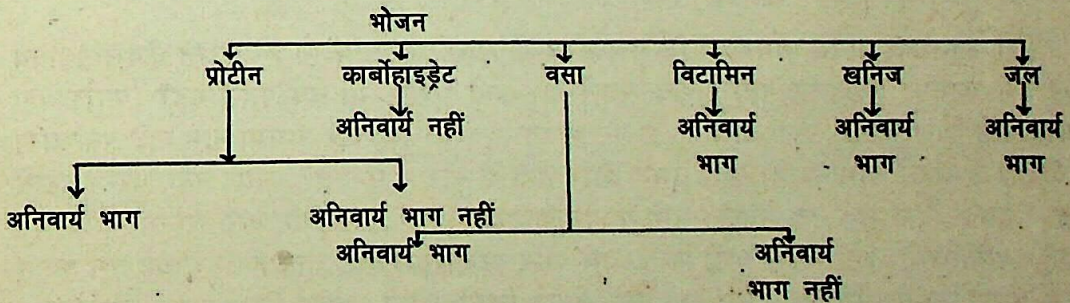 भोजन
प्रोटीन कार्बोहाइड्रेट वसा विटामिन खनिज जल
अनिवार्य नहीं अनिवार्य अनिवार्य अनिवार्य
भाग भाग भाग
अनिवार्य भाग अनिवार्य भाग नहीं
अनिवार्य भाग अनिवार्य
भाग नहीं